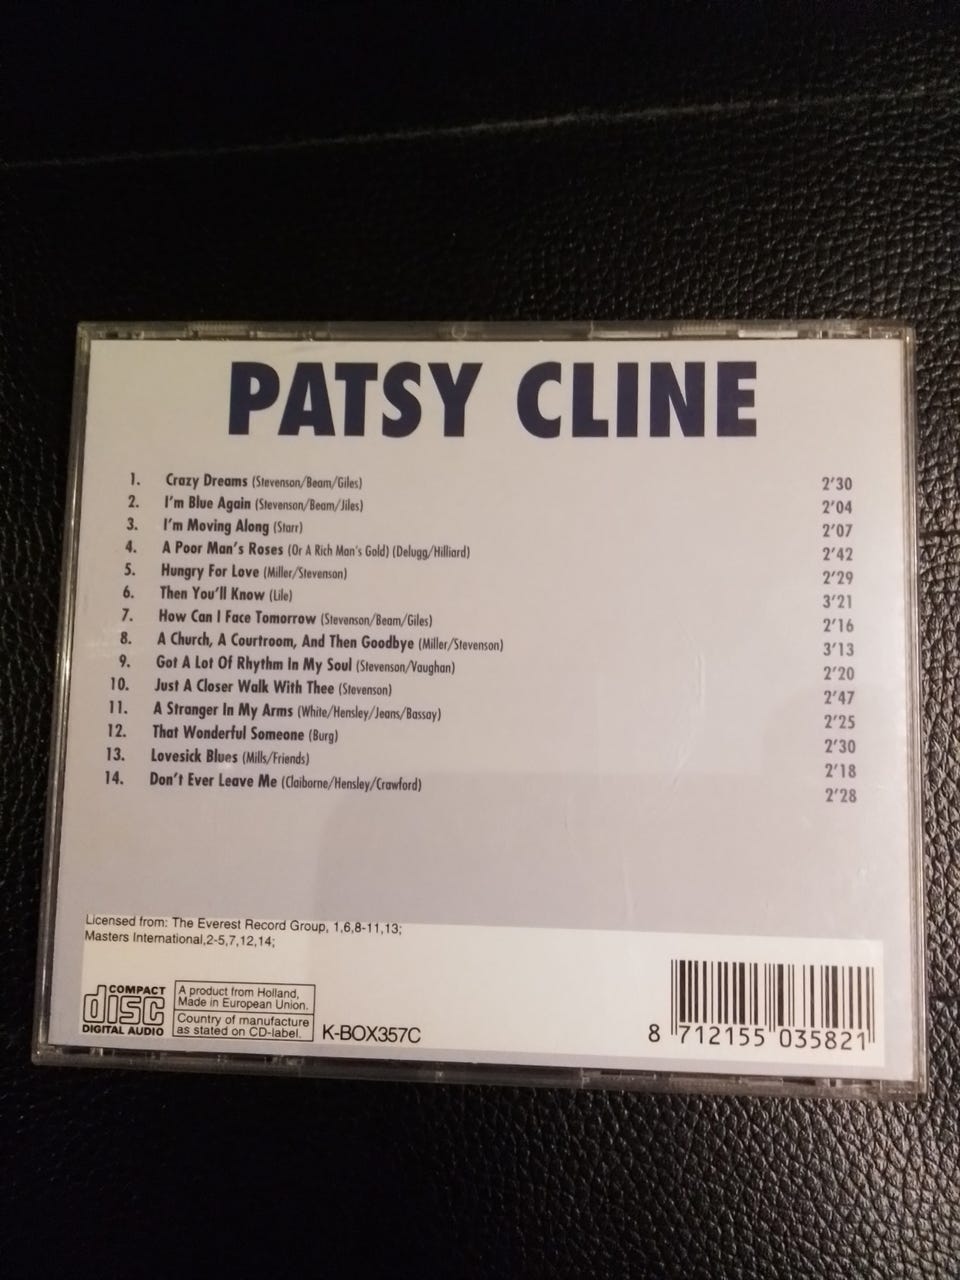 PATSY CLINE
1. Crazy Dreams (Stevenson/Beam/Giles) 2'30
2. I'm Blue Again (Stevenson/Beam/Jiles) 2'04
3. I'm Moving Along (Starr) 2'07
4. A Poor Man's Roses (Or A Rich Man's Gold) (Delugg/Hilliard) 2'42
5. Hungry For Love (Miller/Stevenson) 2'29
6. Then You'll Know (Lile) 3'21
7. How Can I Face Tomorrow (Stevenson/Beam/Giles) 2'16
8. A Church, A Courtroom, And Then Goodbye (Miller/Stevenson) 3'13
9. Got A Lot Of Rhythm In My Soul (Stevenson/Vaughan) 2'20
10. Just A Closer Walk With Thee (Stevenson) 2'47
11. A Stranger In My Arms (White/Hensley/Jeans/Bassay) 2'25
12. That Wonderful Someone (Burg) 2'30
13. Lovesick Blues (Mills/Friends) 2'18
14. Don't Ever Leave Me (Claiborne/Hensley/Crawford) 2'28
Licensed from: The Everest Record Group, 1,6,8-11,13;
Masters International,2-5,7,12,14;
COMPACT
disc
DIGITAL AUDIO
A product from Holland,
Made in European Union.
Country of manufacture
as stated on CD-label.
K-BOX357C
8 712155 035821